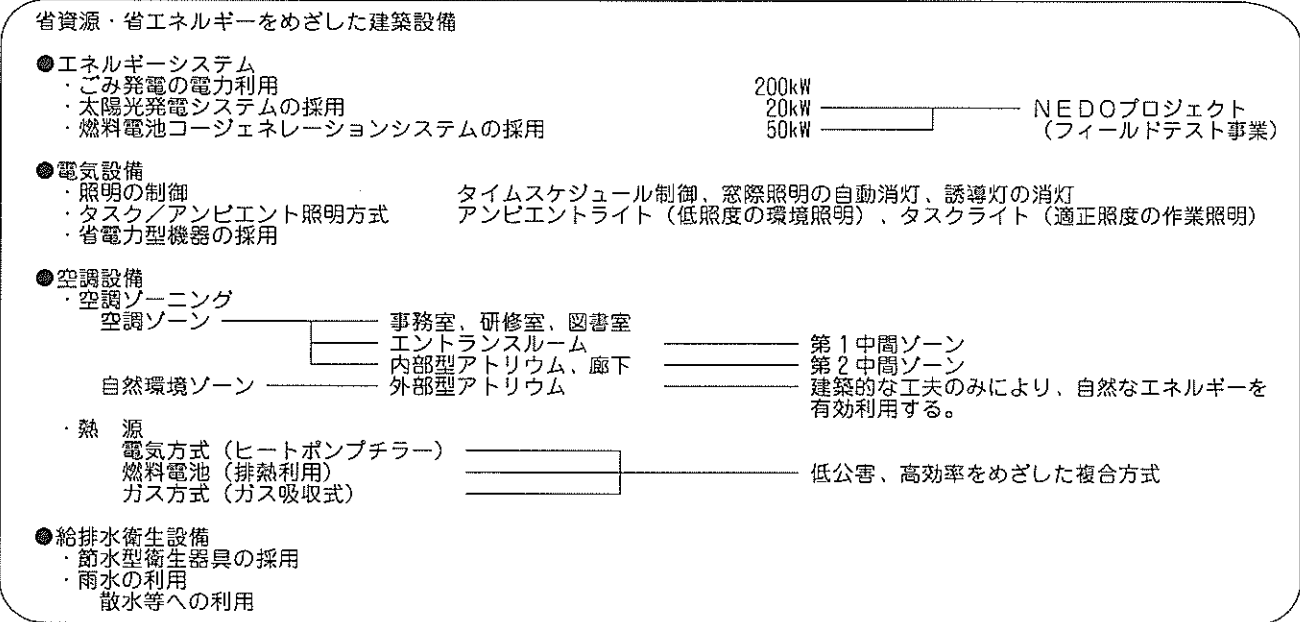 省資源・省エネルギーをめざした建築設備
●エネルギーシステム
・ごみ発電の電力利用 200kW
・太陽光発電システムの採用 20kW NEDOプロジェクト
・燃料電池コージェネレーションシステムの採用 50kW (フィールドテスト事業)
●電気設備
・照明の制御 タイムスケジュール制御、窓際照明の自動消灯、誘導灯の消灯
・タスク/アンビエント照明方式 アンビエントライト(低照度の環境照明)、タスクライト(適正照度の作業照明)
・省電力型機器の採用
●空調設備
・空調ゾーニング
空調ゾーン 事務室、研修室、図書室
エントランスルーム 第1中間ゾーン
内部型アトリウム、廊下 第2中間ゾーン
自然環境ゾーン 外部型アトリウム 建築的な工夫のみにより、自然なエネルギーを
有効利用する。
・熱 源
電気方式(ヒートポンプチラー)
燃料電池(排熱利用) 低公害、高効率をめざした複合方式
ガス方式(ガス吸収式)
●給排水衛生設備
・節水型衛生器具の採用
・雨水の利用
散水等への利用